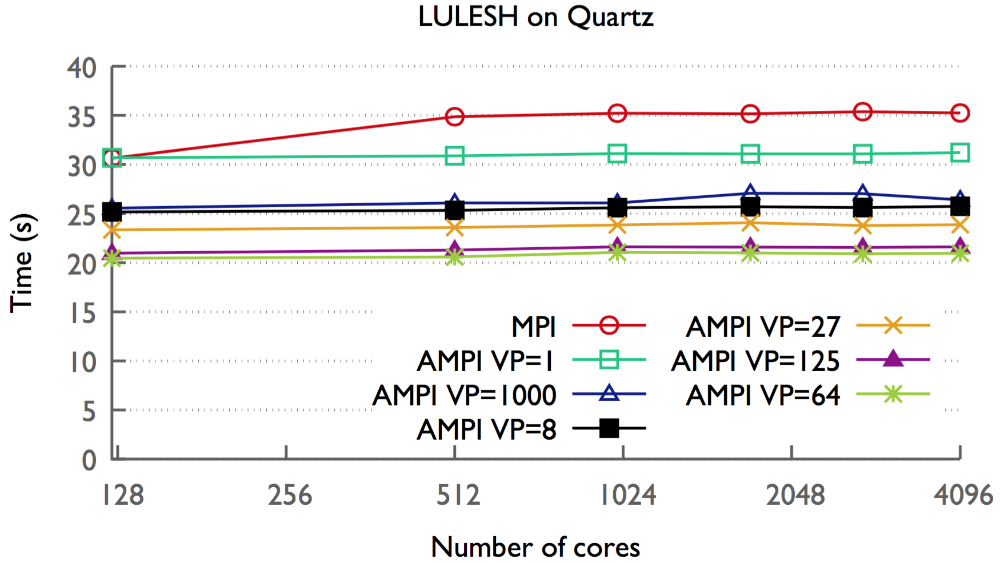 LULESH on Quartz
40
35
30
25
20
15
10
5
0
Time (s)
MPI
AMPI VP=1
AMPI VP=1000
AMPI VP=8
AMPI VP=27
AMPI VP=125
AMPI VP=64
128 256 512 1024 2048 4096
Number of cores